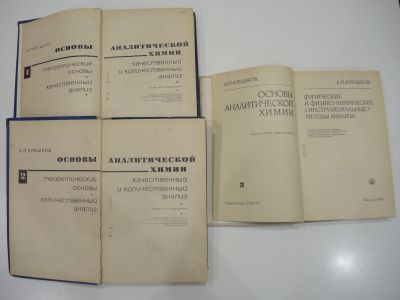 А.П.КРЕШКОВ
ОСНОВЫ
1
теоретические
основы
качественный
анализ
АНАЛИТИЧЕСКОЙ
ХИМИИ
качественный
и количественный
анализ
А.П.КРЕШКОВ
ОСНОВЫ
2
теоретические
основы
количественный
анализ
АНАЛИТИЧЕСКОЙ
ХИМИИ
качественный
и количественный
анализ
А.П.КРЕШКОВ
ОСНОВЫ
АНАЛИТИЧЕСКОЙ
ХИМИИ
3
А.П.КРЕШКОВ
ФИЗИЧЕСКИЕ
И ФИЗИКО-ХИМИЧЕСКИЕ
(ИНСТРУМЕНТАЛЬНЫЕ)
МЕТОДЫ АНАЛИЗА